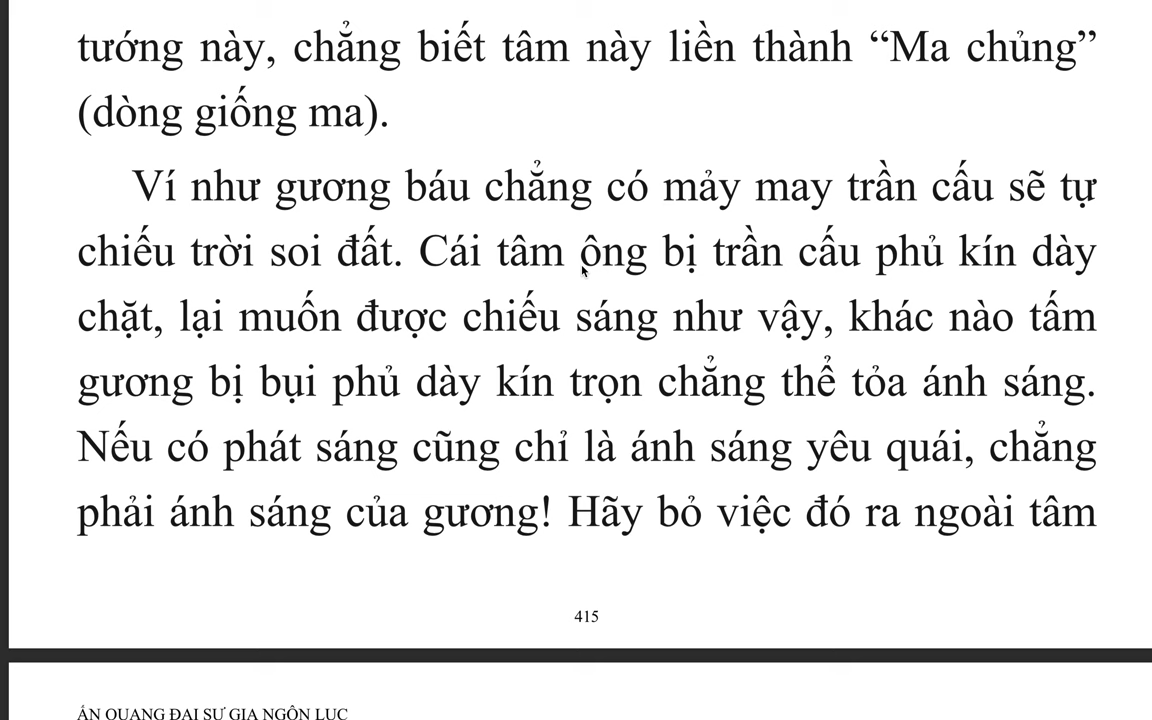 tướng này, chẳng biết tâm này liền thành “Ma chủng”
(dòng giống ma).
Ví như gương báu chẳng có mảy may trần cấu sẽ tự
chiếu trời soi đất. Cái tâm ông bị trần cấu phủ kín dày
chặt, lại muốn được chiếu sáng như vậy, khác nào tấm
gương bị bụi phủ dày kín trọn chẳng thể tỏa ánh sáng.
Nếu có phát sáng cũng chỉ là ánh sáng yêu quái, chẳng
phải ánh sáng của gương! Hãy bỏ việc đó ra ngoài tâm
415
ẤN QUANG ĐẠI SƯ GIA NGÔN LỤC